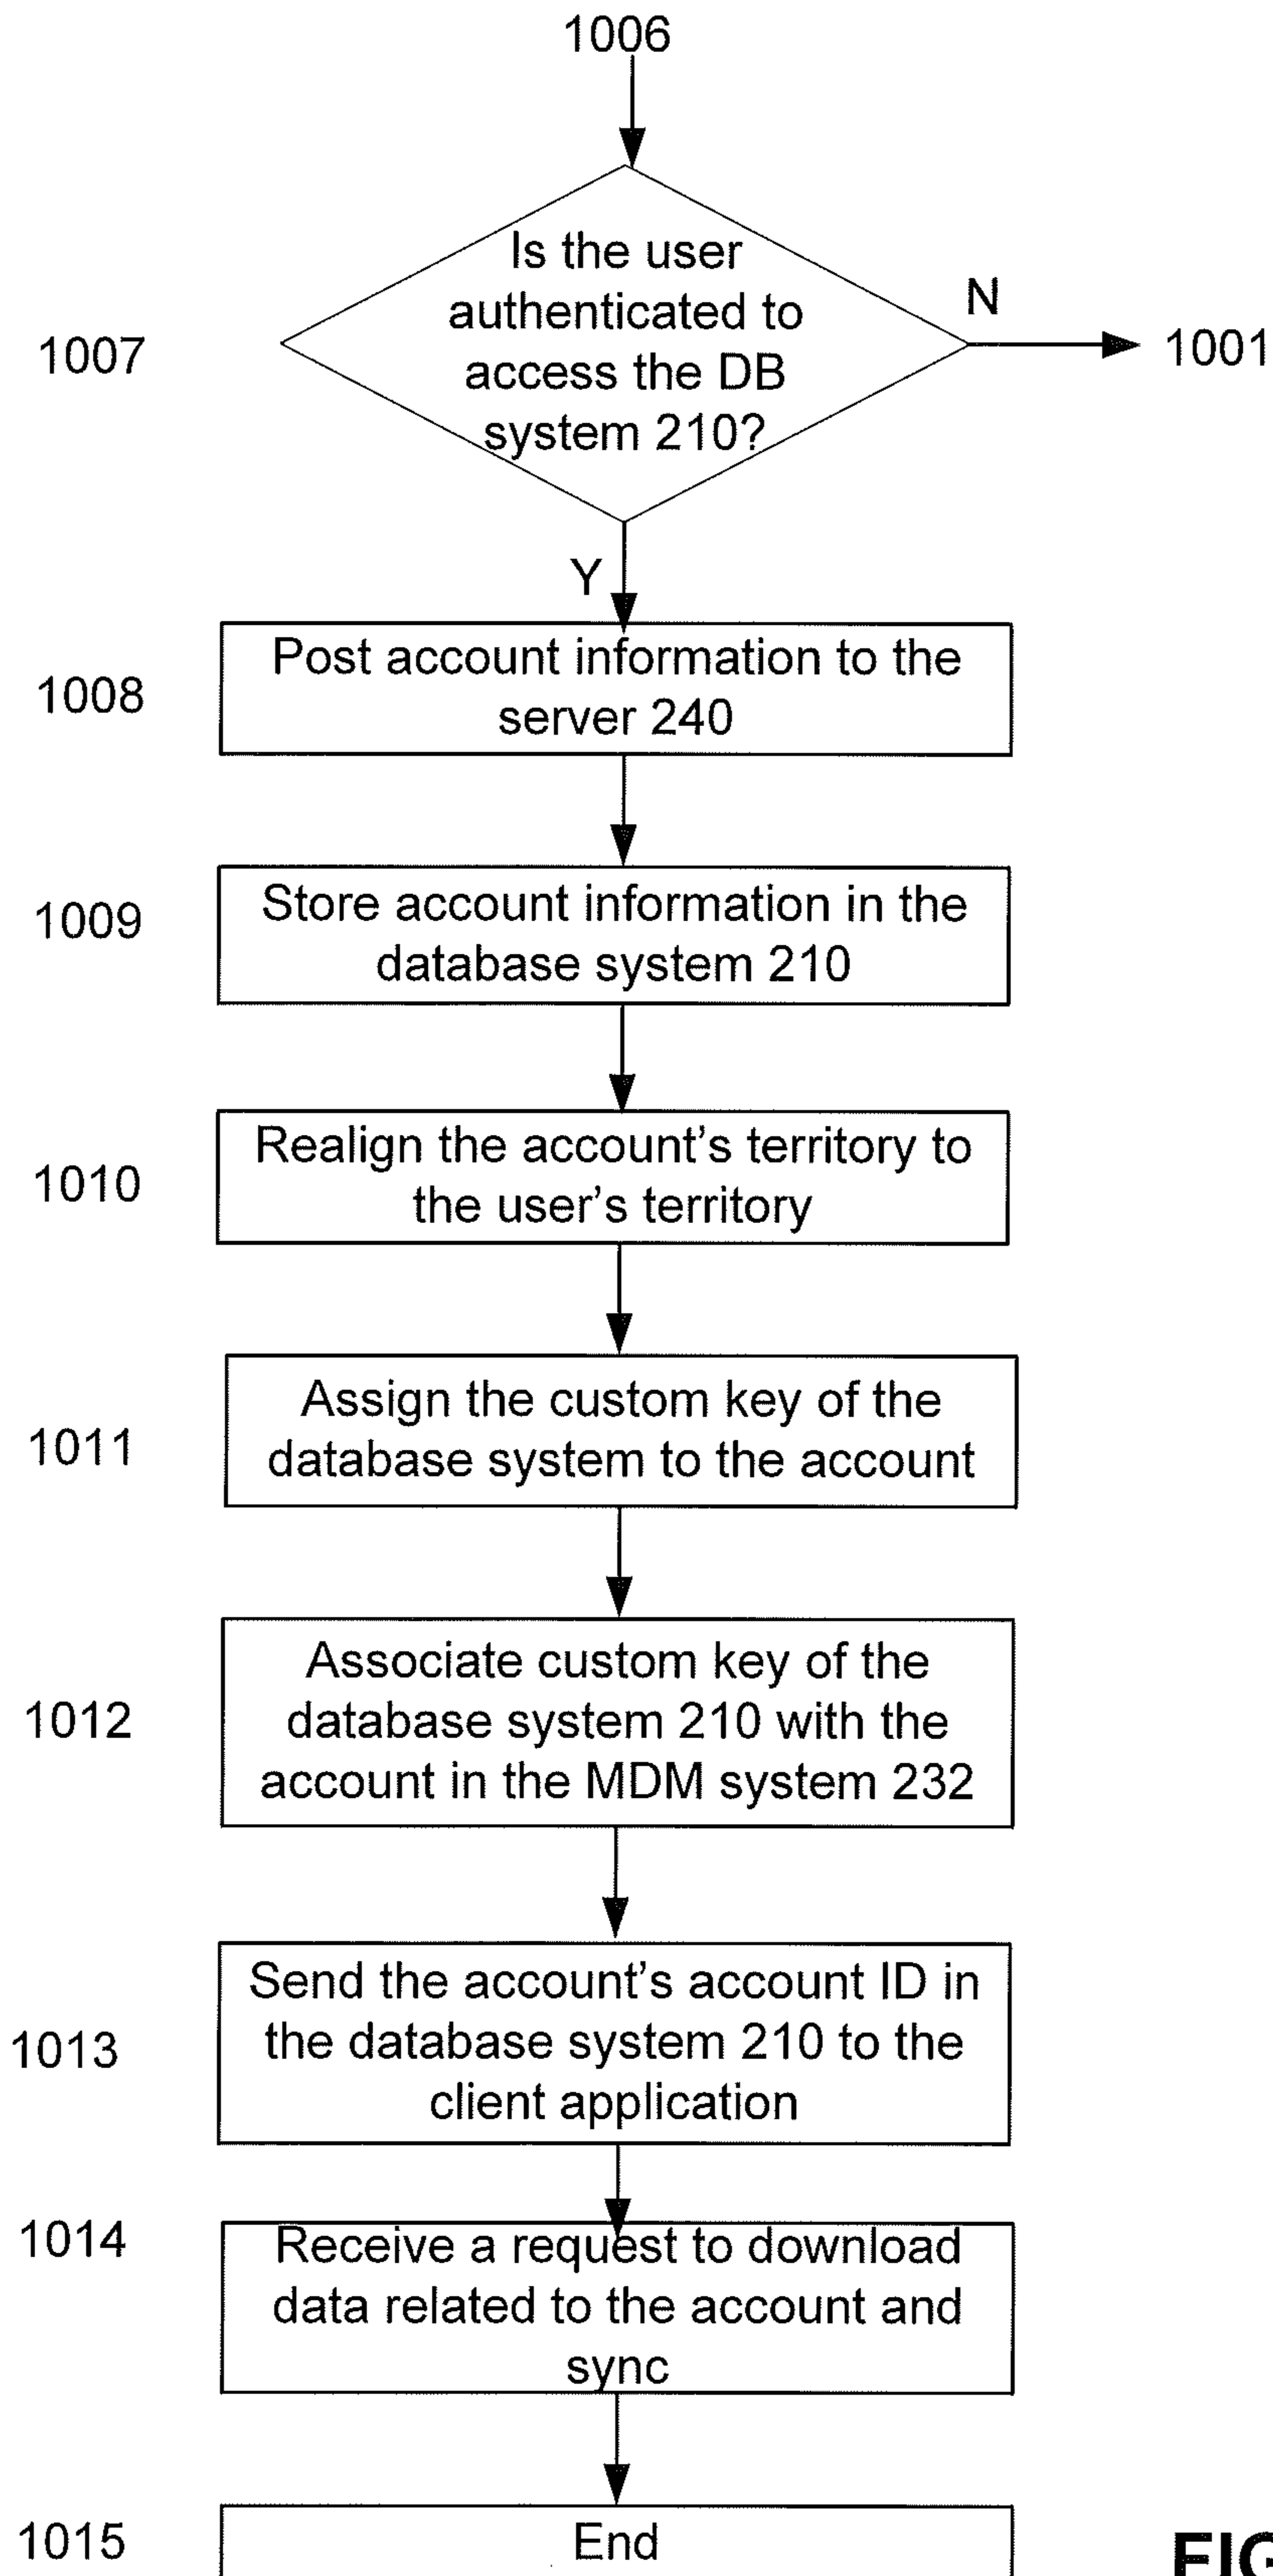 1006
Is the user
authenticated to
access the DB
system 210?
N
1001
1007
Y
1008
Post account information to the
server 240
1009
Store account information in the
database system 210
1010
Realign the account's territory to
the user's territory
1011
Assign the custom key of the
database system to the account
1012
Associate custom key of the
database system 210 with the
account in the MDM system 232
1013
Send the account's account ID in
the database system 210 to the
client application
1014
Receive a request to download
data related to the account and
sync
1015
End